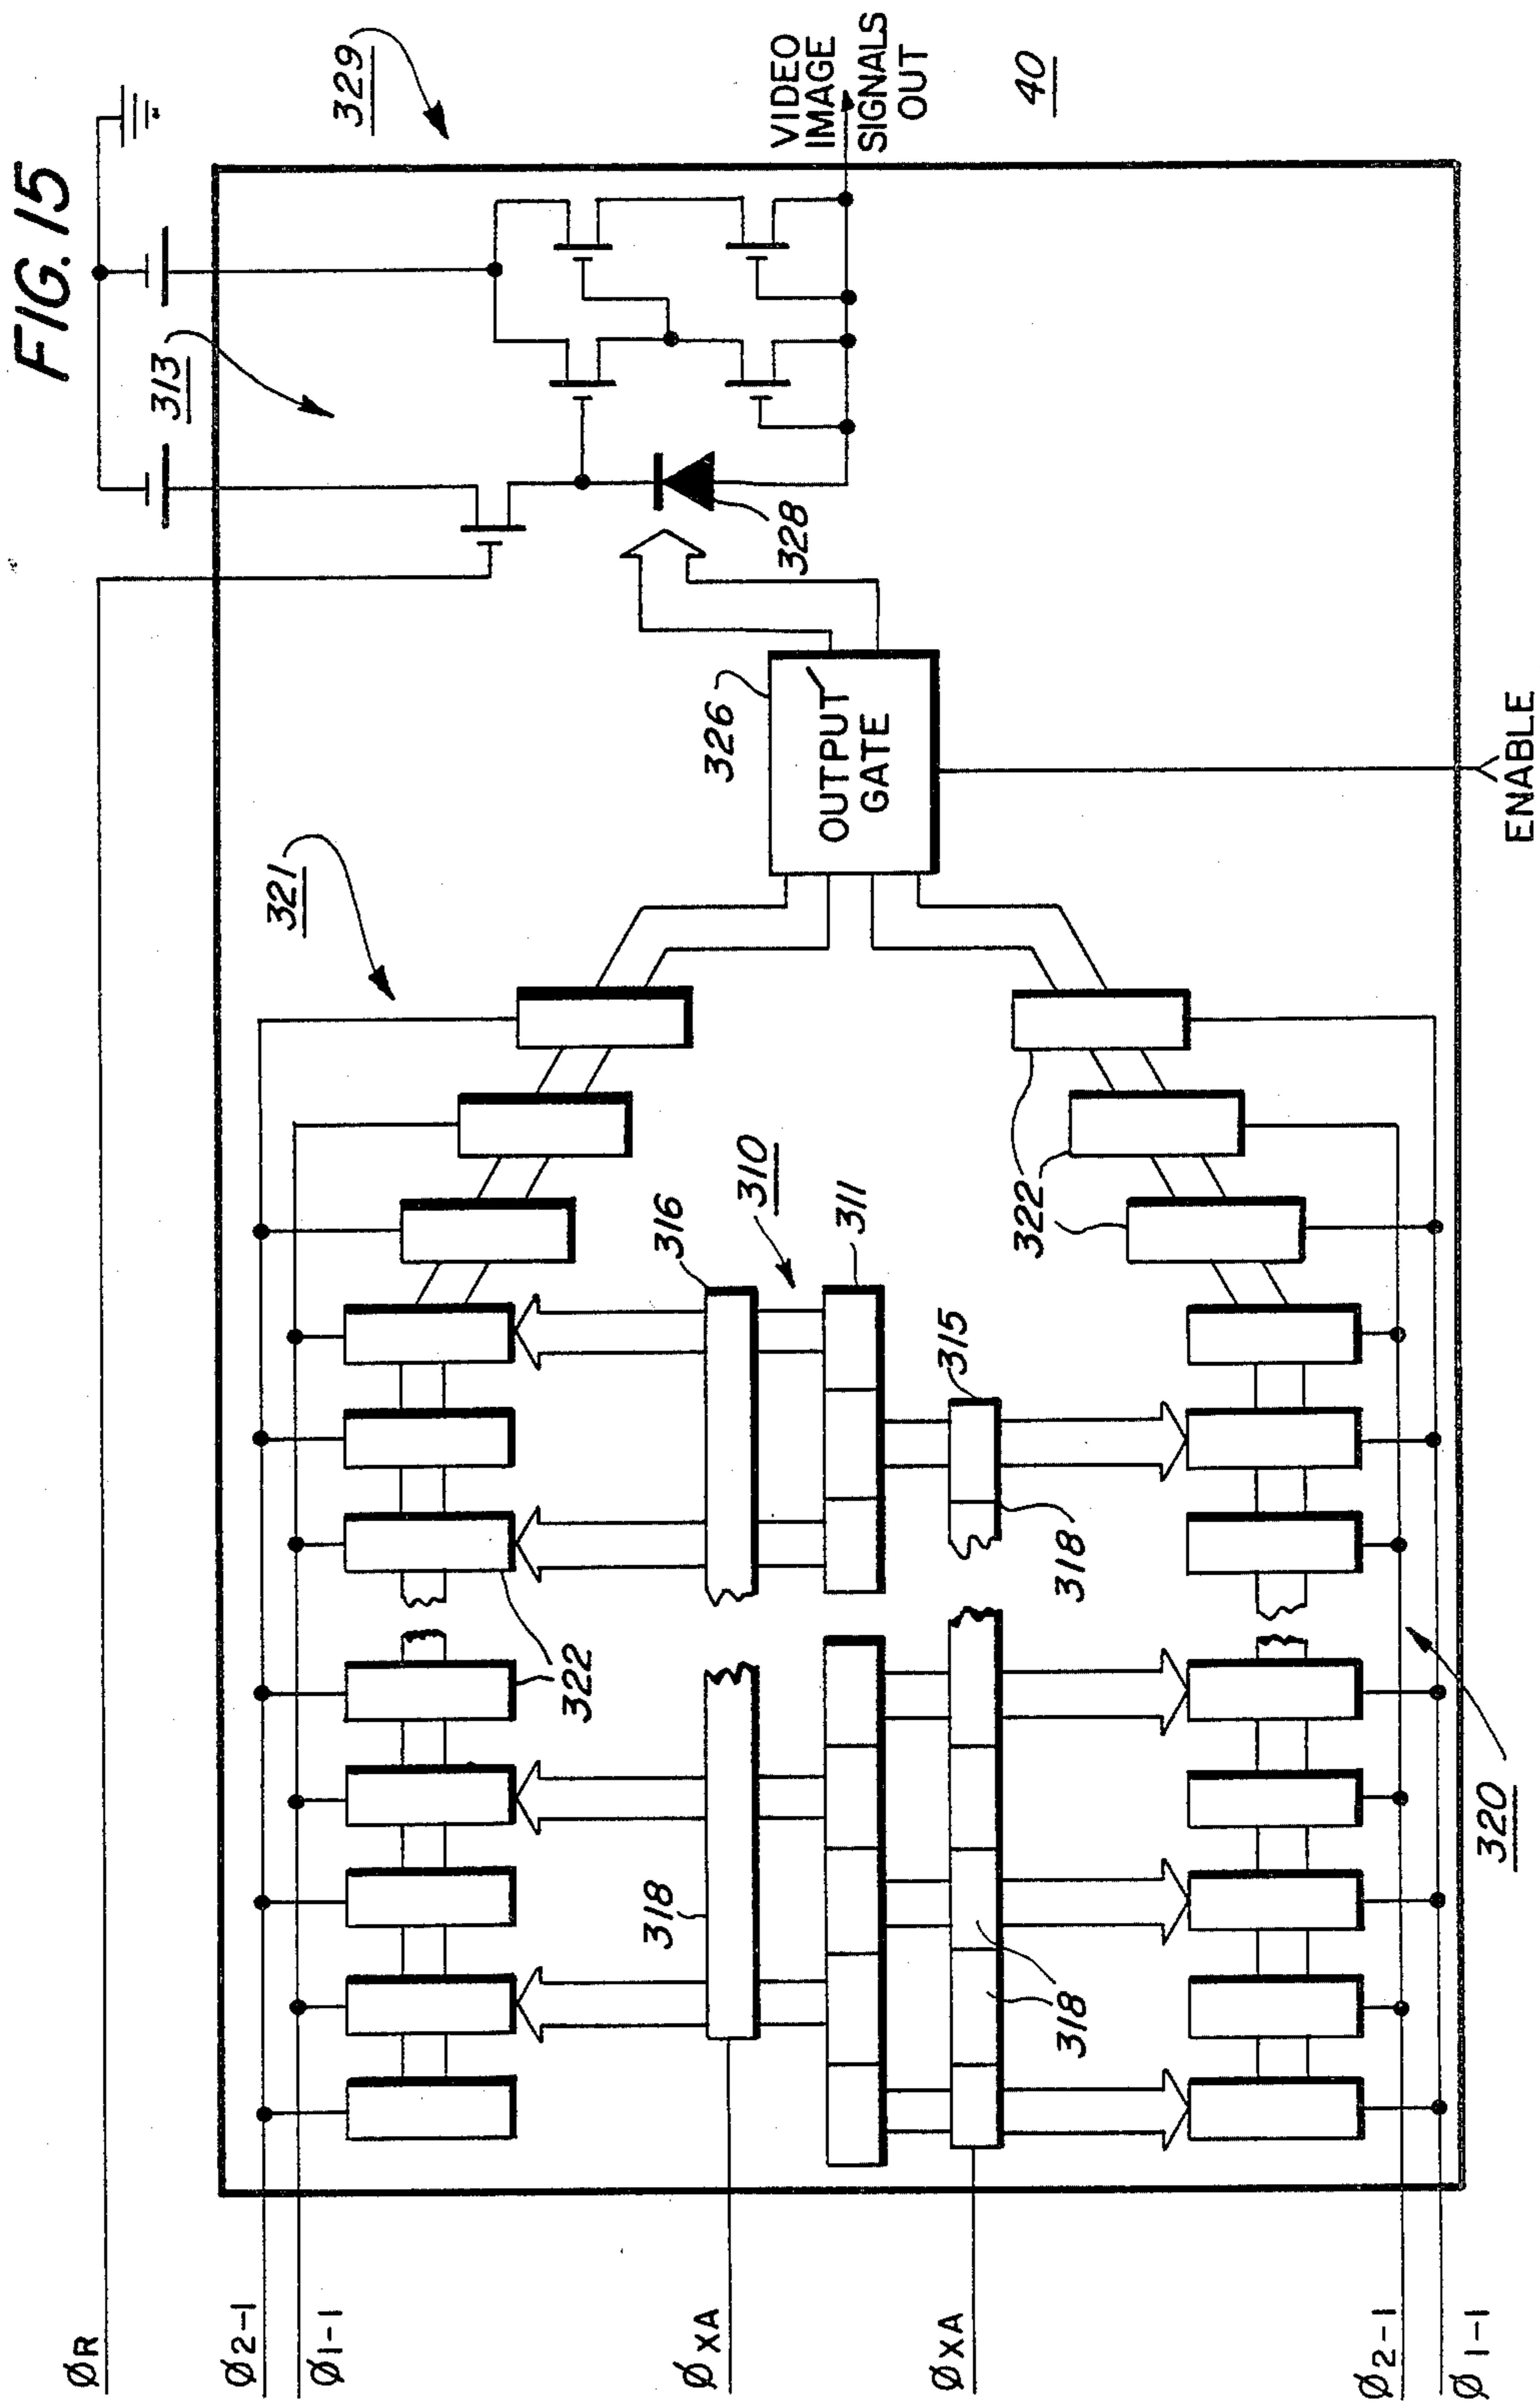 FIG. 15
329
313
VIDEO
IMAGE
SIGNALS
OUT
40
328
326
OUTPUT
GATE
ENABLE
321
310
316
311
315
318
322
322
318
318
320
ØR
Ø2-1
Ø1-1
ØXA
ØXA
Ø2-1
Ø1-1